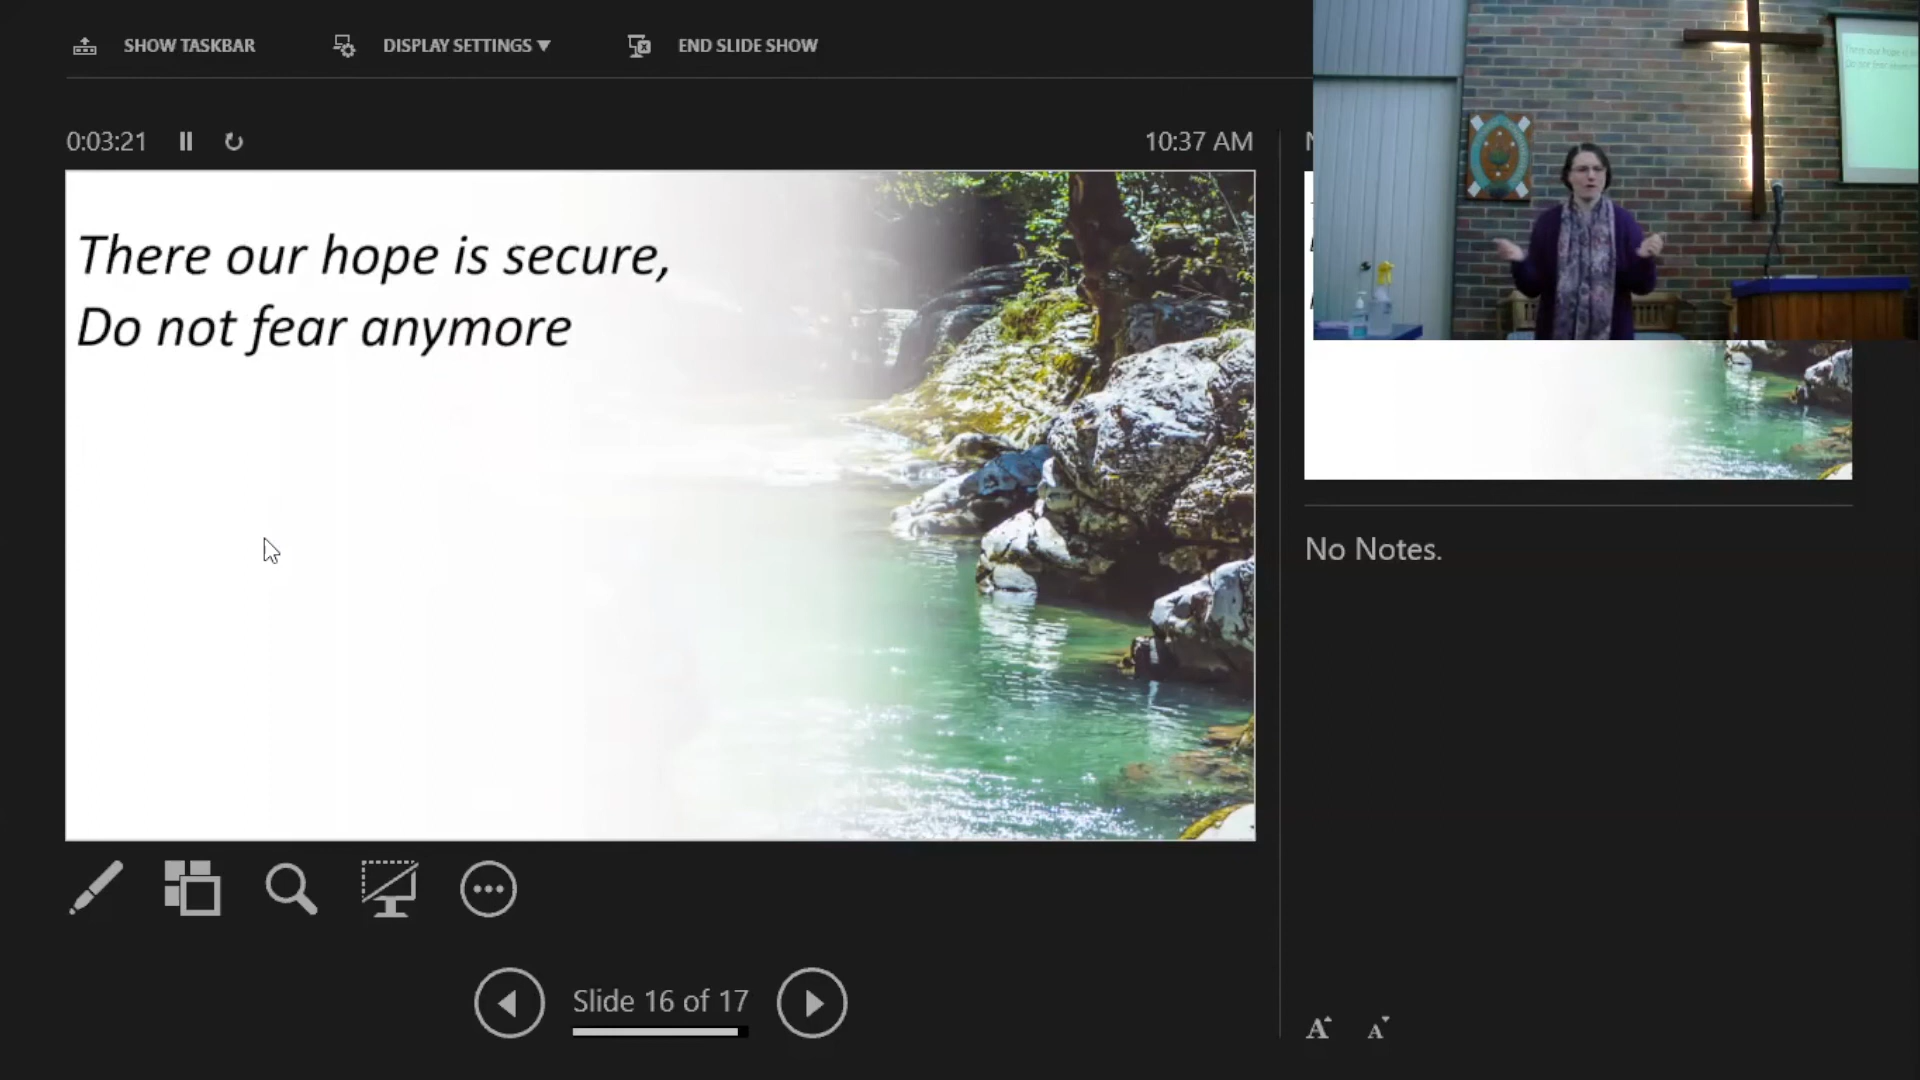 SHOW TASKBAR
DISPLAY SETTINGS ▼
END SLIDE SHOW
0:03:21
10:37 AM
There our hope is secure,
Do not fear anymore
No Notes.
Slide 16 of 17
A
A